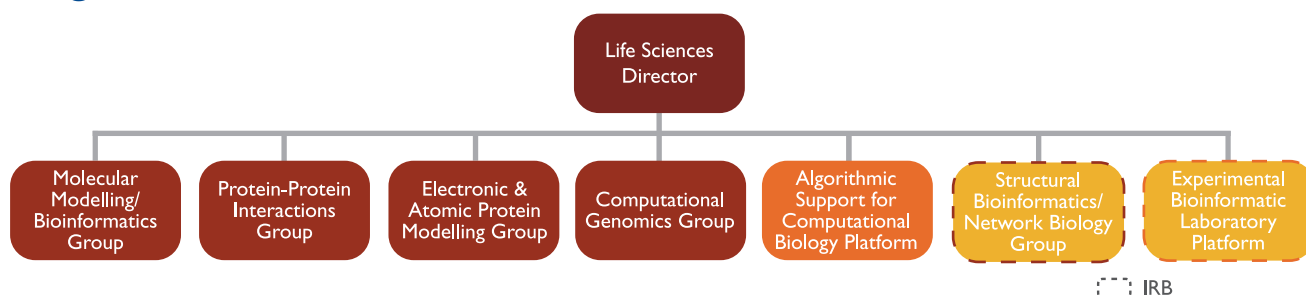 Life Sciences
Director
Molecular
Modelling/
Bioinformatics
Group
Protein-Protein
Interactions
Group
Electronic &
Atomic Protein
Modelling Group
Computational
Genomics Group
Algorithmic
Support for
Computational
Biology Platform
Structural
Bioinformatics/
Network Biology
Group
Experimental
Bioinformatic
Laboratory
Platform
IRB